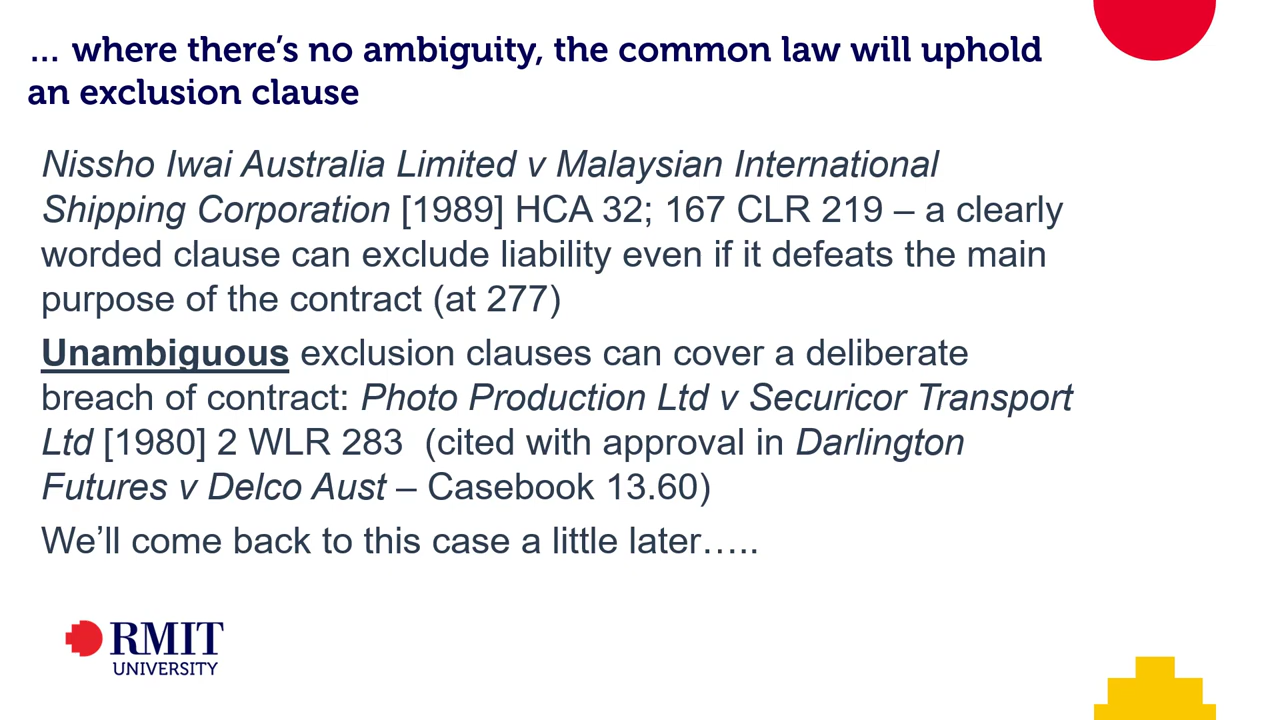 ... where there's no ambiguity, the common law will uphold
an exclusion clause
Nissho Iwai Australia Limited v Malaysian International
Shipping Corporation [1989] HCA 32; 167 CLR 219 – a clearly
worded clause can exclude liability even if it defeats the main
purpose of the contract (at 277)
Unambiguous exclusion clauses can cover a deliberate
breach of contract: Photo Production Ltd v Securicor Transport
Ltd [1980] 2 WLR 283  (cited with approval in Darlington
Futures v Delco Aust – Casebook 13.60)
We'll come back to this case a little later…..
RMIT
UNIVERSITY